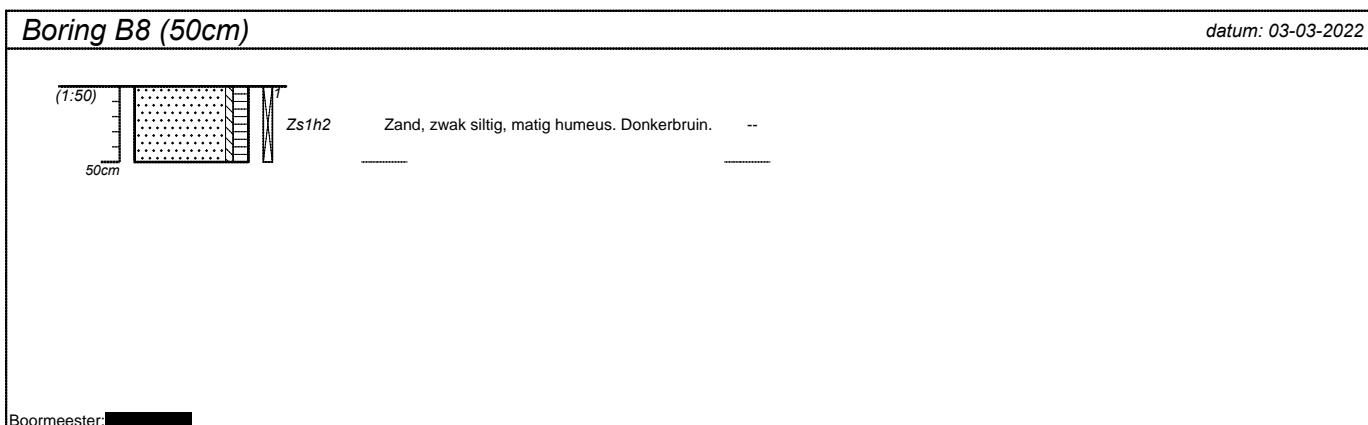 Boring B8 (50cm)
datum: 03-03-2022
(1:50)
1
Zs1h2
Zand, zwak siltig, matig humeus. Donkerbruin.
--
50cm
Boormeester: